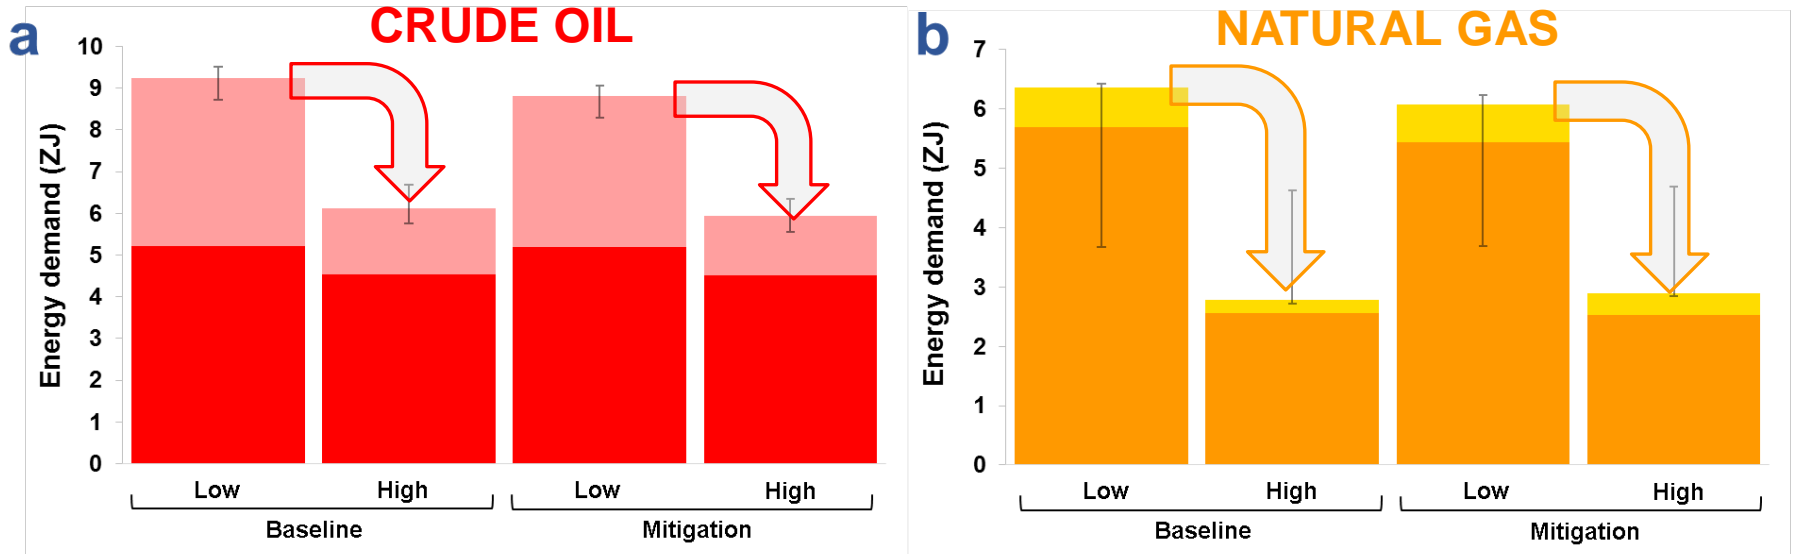 a
CRUDE OIL
Energy demand (ZJ)
10
9
8
7
6
5
4
3
2
1
0
Low High Low High
Baseline Mitigation
b
NATURAL GAS
Energy demand (ZJ)
7
6
5
4
3
2
1
0
Low High Low High
Baseline Mitigation